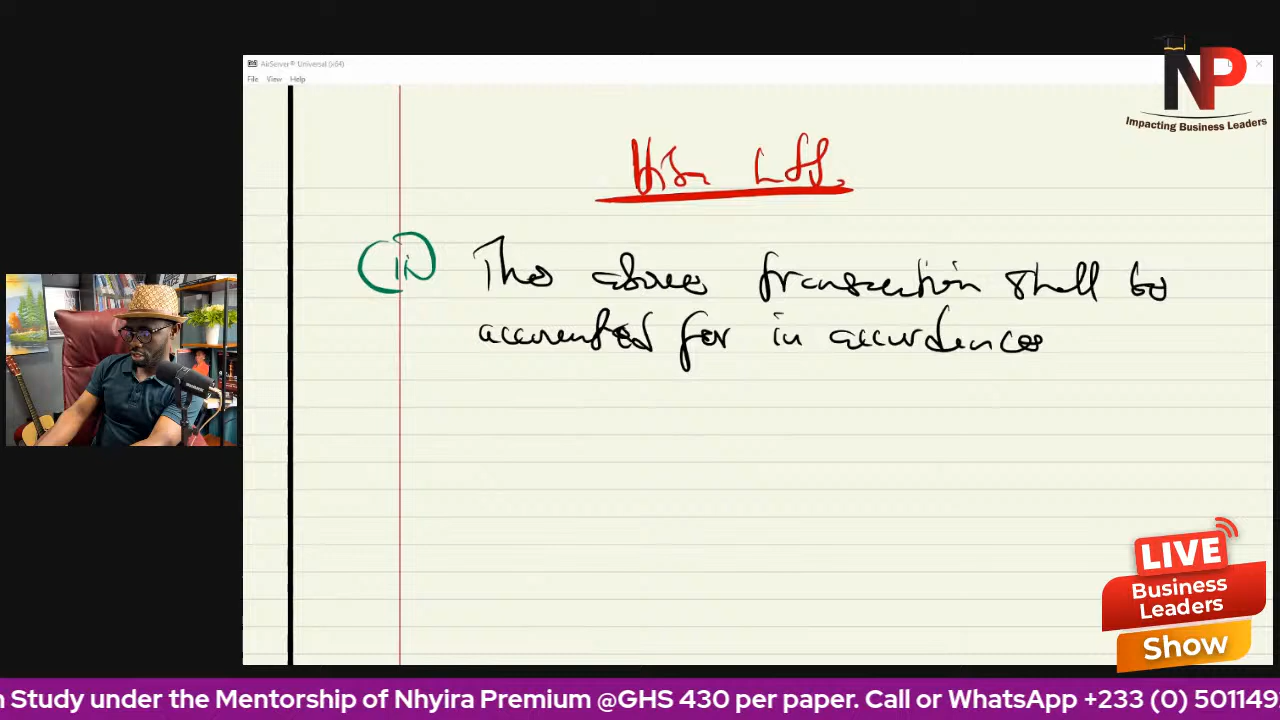 NP
Impacting Business Leaders
AirServer® Universal (x64)
File View Help
Ltd.
The above transaction shall be
accounted for in accordance
LIVE
Business
Leaders
Show
n Study under the Mentorship of Nhyira Premium @GHS 430 per paper. Call or WhatsApp +233 (0) 501149